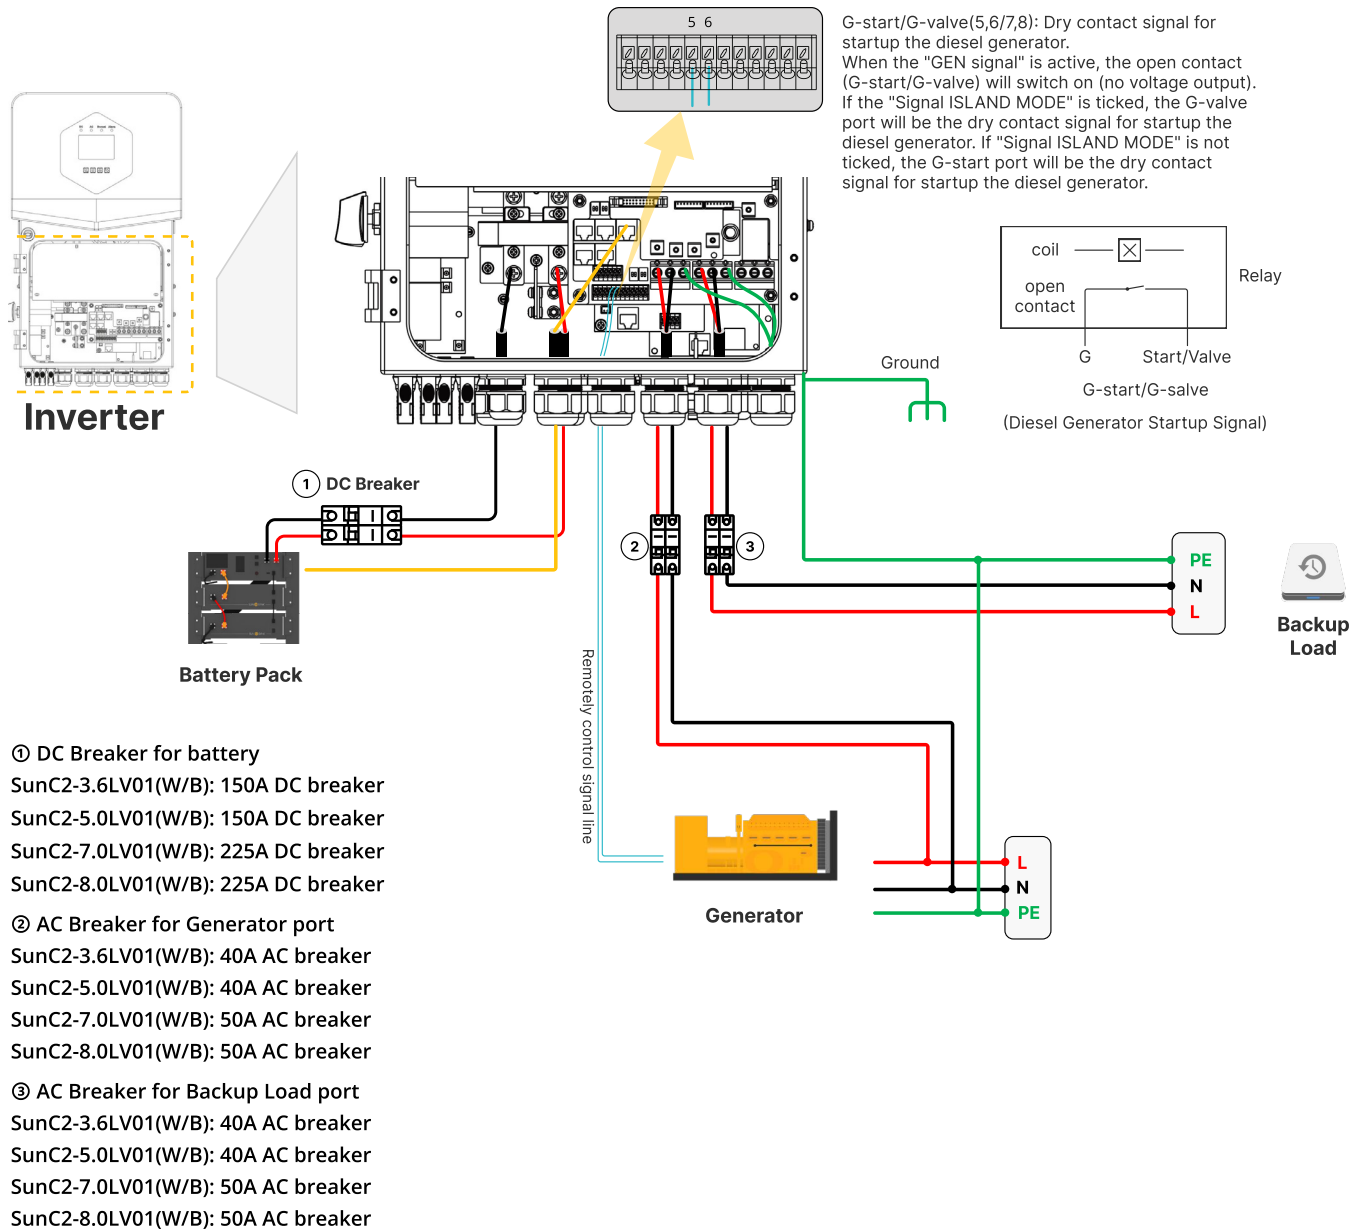 5 6
G-start/G-valve(5,6/7,8): Dry contact signal for
startup the diesel generator.
When the "GEN signal" is active, the open contact
(G-start/G-valve) will switch on (no voltage output).
If the "Signal ISLAND MODE" is ticked, the G-valve
port will be the dry contact signal for startup the
diesel generator. If "Signal ISLAND MODE" is not
ticked, the G-start port will be the dry contact
signal for startup the diesel generator.
coil
open
contact
Relay
G
Start/Valve
G-start/G-salve
(Diesel Generator Startup Signal)
Ground
Inverter
1 DC Breaker
2
3
PE
N
L
Backup
Load
Battery Pack
Remotely control signal line
Generator
L
N
PE
① DC Breaker for battery
SunC2-3.6LV01(W/B): 150A DC breaker
SunC2-5.0LV01(W/B): 150A DC breaker
SunC2-7.0LV01(W/B): 225A DC breaker
SunC2-8.0LV01(W/B): 225A DC breaker
② AC Breaker for Generator port
SunC2-3.6LV01(W/B): 40A AC breaker
SunC2-5.0LV01(W/B): 40A AC breaker
SunC2-7.0LV01(W/B): 50A AC breaker
SunC2-8.0LV01(W/B): 50A AC breaker
③ AC Breaker for Backup Load port
SunC2-3.6LV01(W/B): 40A AC breaker
SunC2-5.0LV01(W/B): 40A AC breaker
SunC2-7.0LV01(W/B): 50A AC breaker
SunC2-8.0LV01(W/B): 50A AC breaker